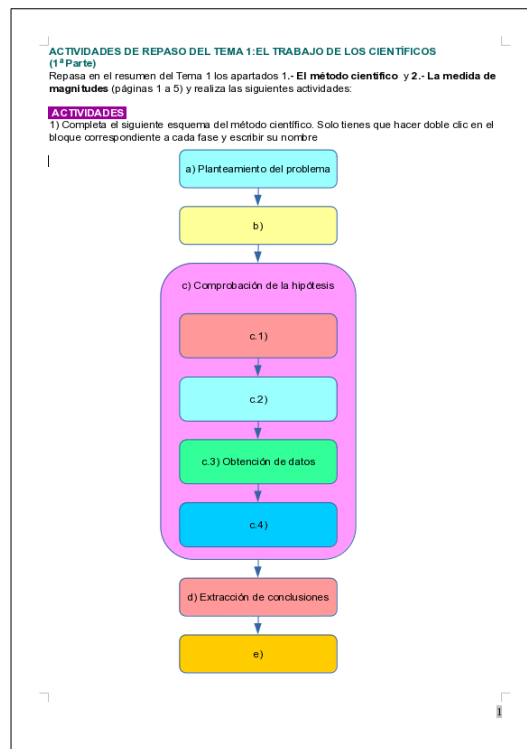 ACTIVIDADES DE REPASO DEL TEMA 1:EL TRABAJO DE LOS CIENTÍFICOS
(1ª Parte)
Repasa en el resumen del Tema 1 los apartados 1.- El método científico y 2.- La medida de
magnitudes (páginas 1 a 5) y realiza las siguientes actividades:
ACTIVIDADES
1) Completa el siguiente esquema del método científico. Solo tienes que hacer doble clic en el
bloque correspondiente a cada fase y escribir su nombre
a) Planteamiento del problema
b)
c) Comprobación de la hipótesis
c.1)
c.2)
c.3) Obtención de datos
c.4)
d) Extracción de conclusiones
e)
1